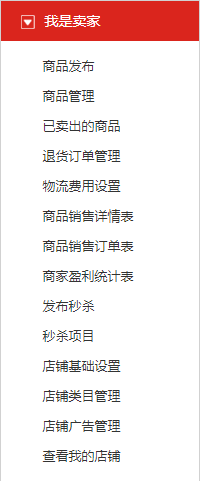 我是卖家
商品发布
商品管理
已卖出的商品
退货订单管理
物流费用设置
商品销售详情表
商品销售订单表
商家盈利统计表
发布秒杀
秒杀项目
店铺基础设置
店铺类目管理
店铺广告管理
查看我的店铺